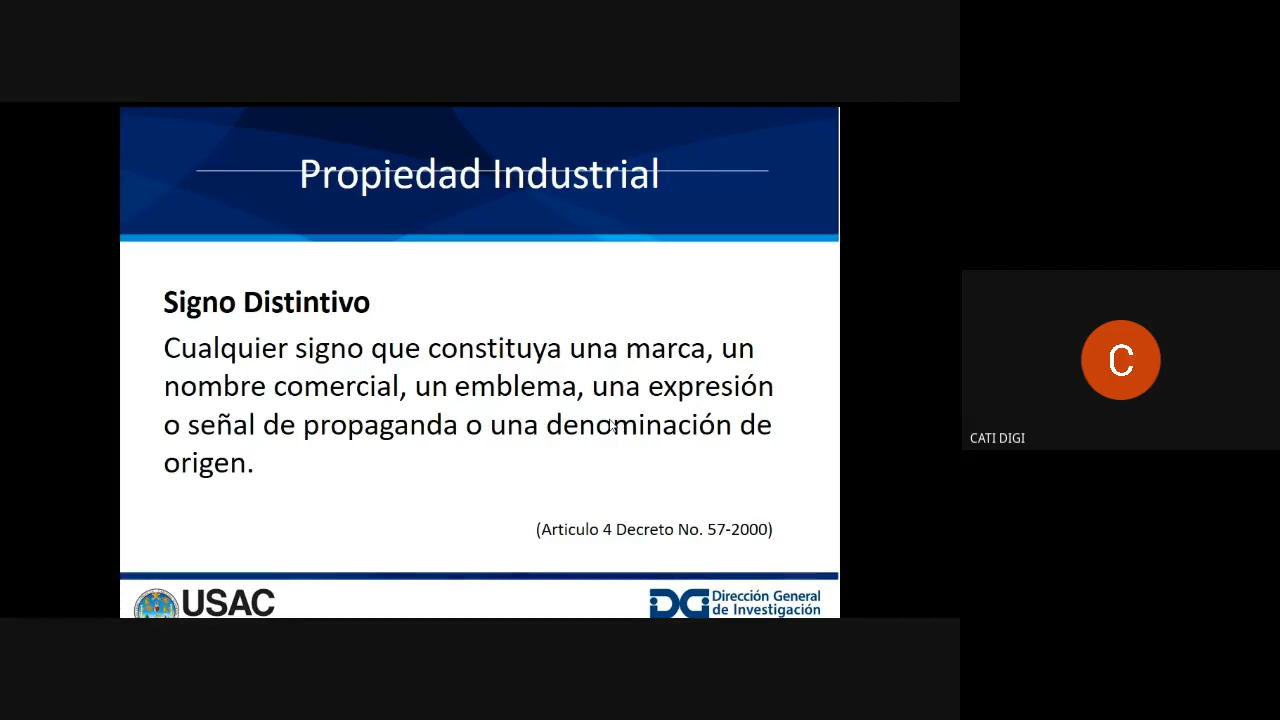 Propiedad Industrial
Signo Distintivo
Cualquier signo que constituya una marca, un
nombre comercial, un emblema, una expresión
o señal de propaganda o una denominación de
origen.
(Articulo 4 Decreto No. 57-2000)
USAC
DGi Dirección General
de Investigación
C
CATI DIGI